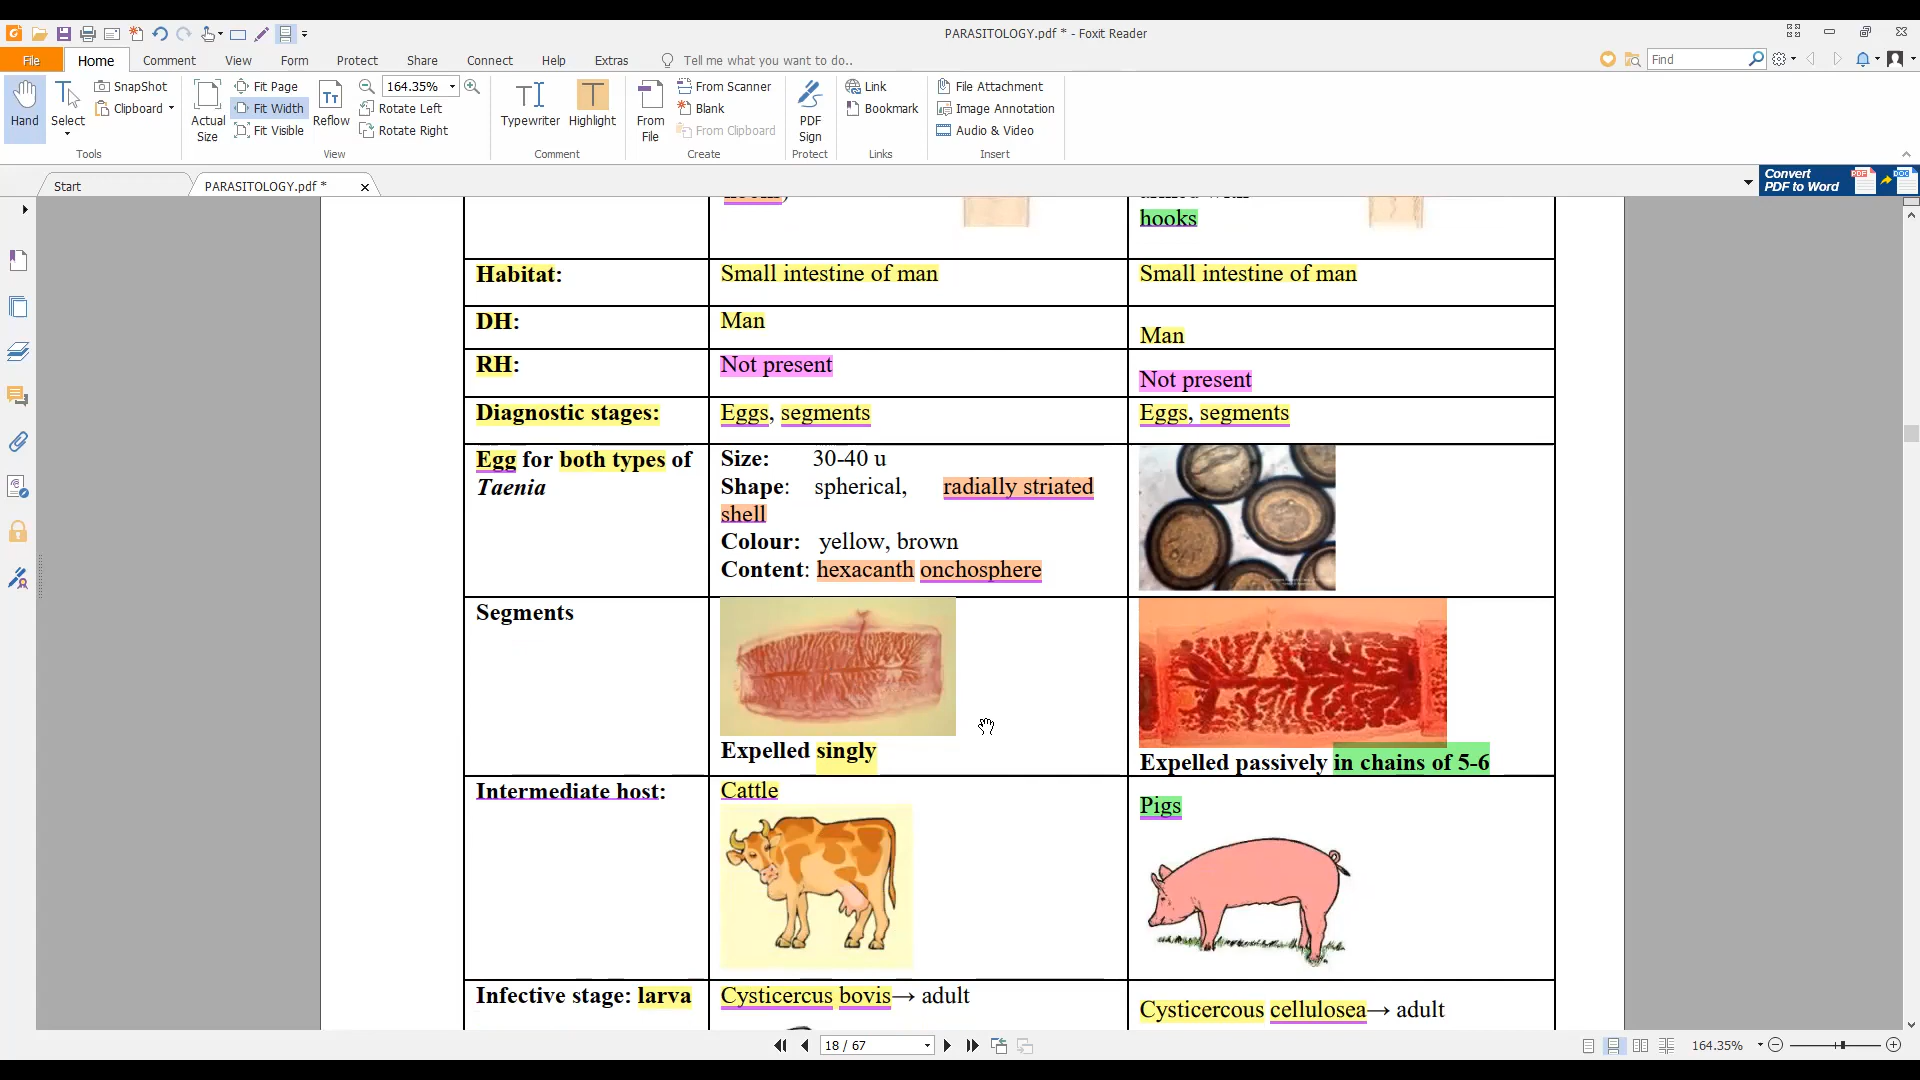 PARASITOLOGY.pdf * - Foxit Reader
File Home Comment View Form Protect Share Connect Help Extras Tell me what you want to do.. Find
Hand
Select
SnapShot
Clipboard
Tools
Actual
Size
Fit Page
Fit Width
Fit Visible
Reflow
164.35%
Rotate Left
Rotate Right
View
Typewriter
Highlight
Comment
From
File
From Scanner
Blank
From Clipboard
Create
PDF
Sign
Protect
Link
Bookmark
Links
File Attachment
Image Annotation
Audio & Video
Insert
Start
PARASITOLOGY.pdf *
Convert
PDF to Word
PDF
DOC
hooks
Habitat: Small intestine of man Small intestine of man
DH: Man Man
RH: Not present Not present
Diagnostic stages: Eggs, segments Eggs, segments
Egg for both types of
Taenia
Size: 30-40 u
Shape: spherical, radially striated
shell
Colour: yellow, brown
Content: hexacanth onchosphere
Segments
Expelled singly
Expelled passively in chains of 5-6
Intermediate host:
Cattle
Pigs
Infective stage: larva
Cysticercus bovis→ adult
Cysticercous cellulosea→ adult
18 / 67
164.35%